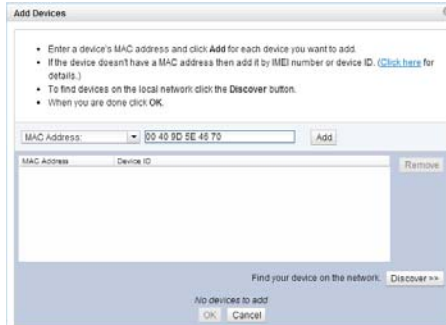 Add Devices
Enter a device's MAC address and click Add for each device you want to add.
If the device doesn't have a MAC address then add it by IMEI number or device ID. (Click here for
details.)
To find devices on the local network click the Discover button.
When you are done click OK.
MAC Address: 00 40 9D 5E 46 70 Add
MAC Address Device ID
Remove
Find your device on the network. Discover >>
No devices to add
OK Cancel